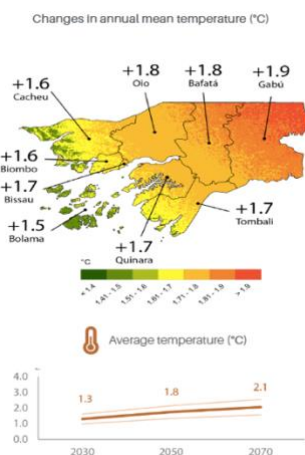 Changes in annual mean temperature (°C)
+1.6
Cacheu
+1.8
Oio
+1.8
Bafatá
+1.9
Gabú
+1.6
Biombo
+1.7
Bissau
+1.5
Bolama
+1.7
Quinara
+1.7
Tombali
°C
< 1.4
1.41 - 1.5
1.51 - 1.6
1.61 - 1.7
1.71 - 1.8
1.81 - 1.9
> 1.9
Average temperature (°C)
4.0
3.0
2.0
1.0
0.0
1.3
1.8
2.1
2030
2050
2070